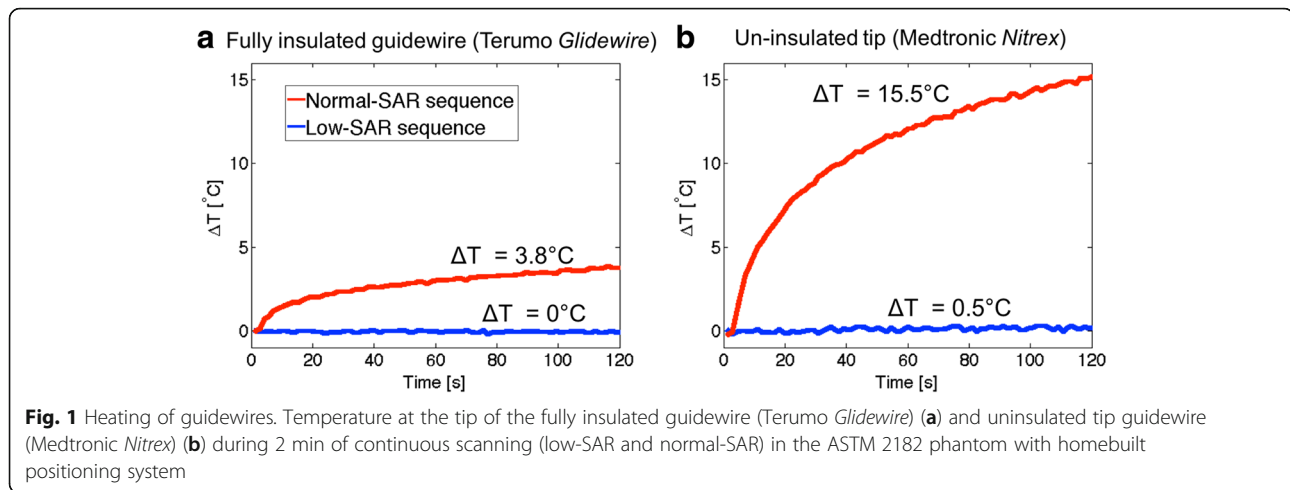 a Fully insulated guidewire (Terumo Glidewire)
15
10
5
0
ΔT [°C]
Normal-SAR sequence
Low-SAR sequence
ΔT = 3.8°C
ΔT = 0°C
0 20 40 60 80 100 120
Time [s]
b Un-insulated tip (Medtronic Nitrex)
15
10
5
0
ΔT [°C]
ΔT = 15.5°C
ΔT = 0.5°C
0 20 40 60 80 100 120
Time [s]
Fig. 1 Heating of guidewires. Temperature at the tip of the fully insulated guidewire (Terumo Glidewire) (a) and uninsulated tip guidewire
(Medtronic Nitrex) (b) during 2 min of continuous scanning (low-SAR and normal-SAR) in the ASTM 2182 phantom with homebuilt
positioning system